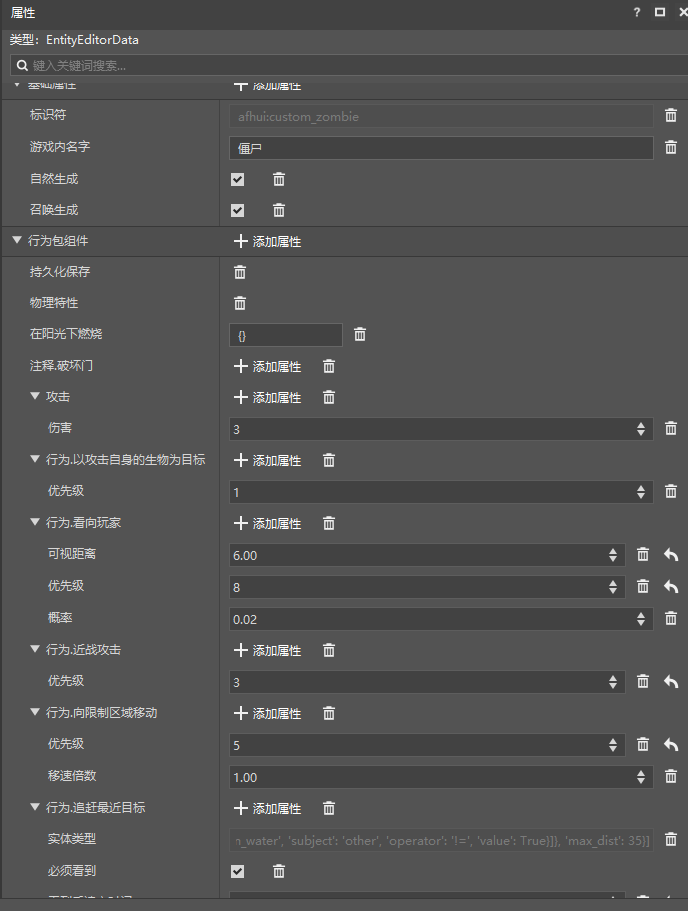 属性 ?
类型: EntityEditorData
键入关键词搜索...
基础属性 添加属性
标识符 afhui:custom_zombie
游戏内名字 僵尸
自然生成
召唤生成
行为包组件 添加属性
持久化保存
物理特性
在阳光下燃烧 {}
注释.破坏门 添加属性
攻击 添加属性
伤害 3
行为.以攻击自身的生物为目标 添加属性
优先级 1
行为.看向玩家 添加属性
可视距离 6.00
优先级 8
概率 0.02
行为.近战攻击 添加属性
优先级 3
行为.向限制区域移动 添加属性
优先级 5
移速倍数 1.00
行为.追赶最近目标 添加属性
实体类型 n_water', 'subject': 'other', 'operator': '!=', 'value': True}]}, 'max_dist': 35}]
必须看到